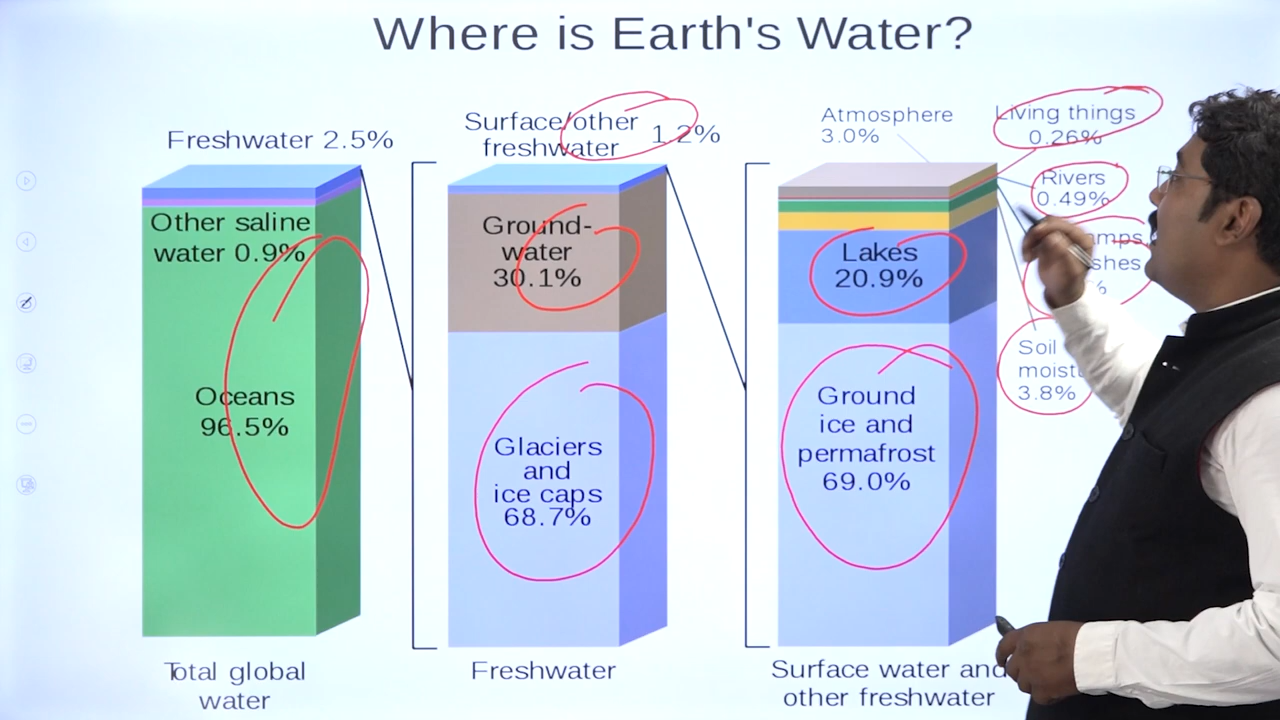 Where is Earth's Water?
Freshwater 2.5%
Other saline
water 0.9%
Oceans
96.5%
Total global
water
Surface/other
freshwater
1.2%
Ground-
water
30.1%
Glaciers
and
ice caps
68.7%
Freshwater
Atmosphere
3.0%
Living things
0.26%
Rivers
0.49%
Lakes
20.9%
Soil
3.8%
Ground
ice and
permafrost
69.0%
Surface water and
other freshwater